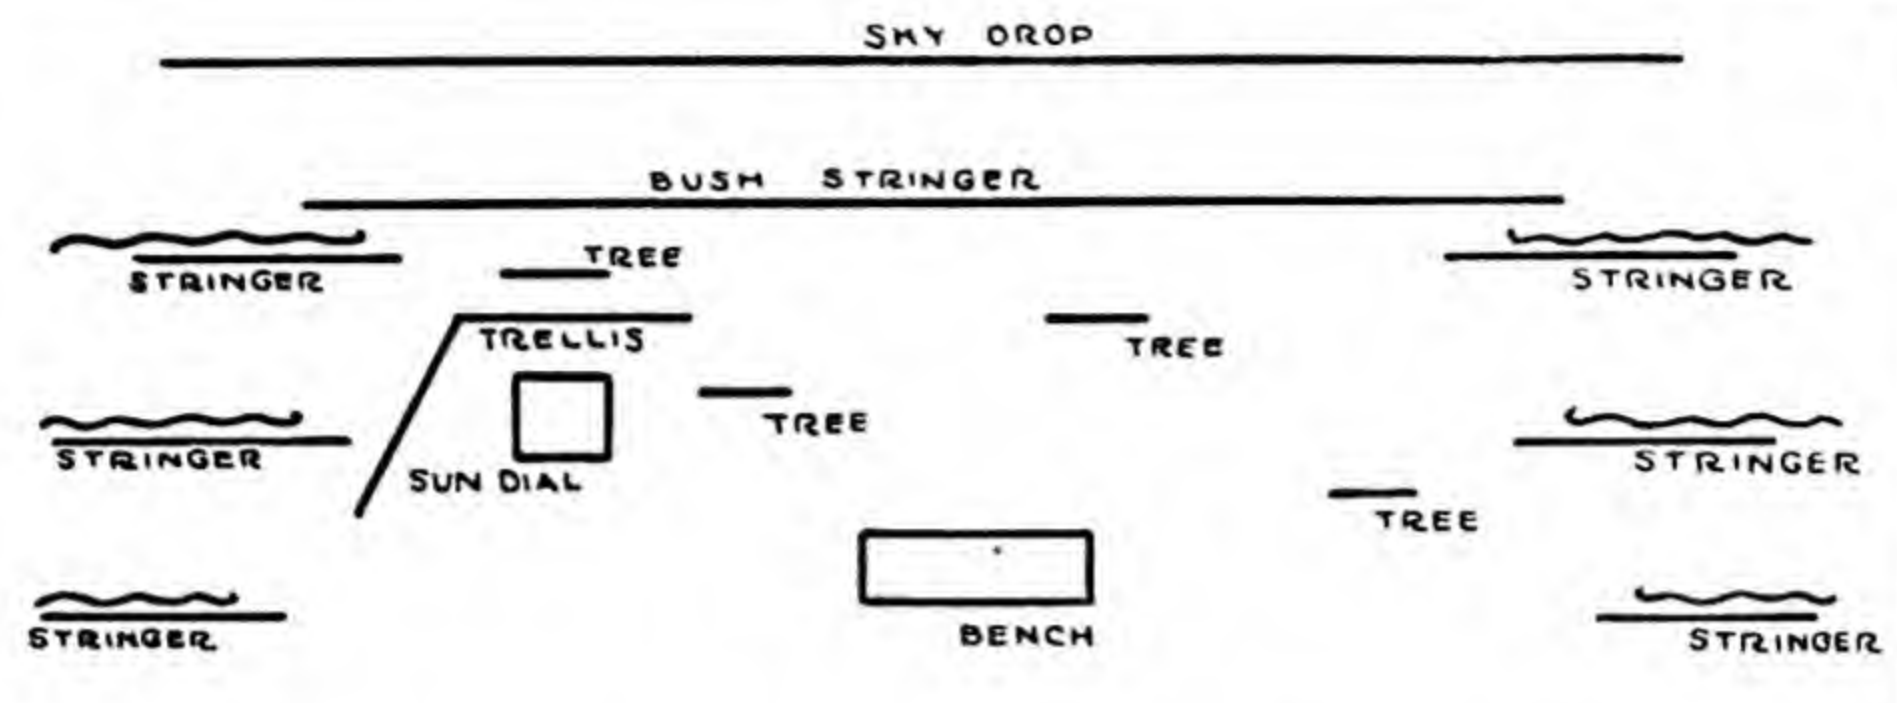 SKY DROP
BUSH STRINGER
TREE
STRINGER
STRINGER
TRELLIS
TREE
TREE
STRINGER
STRINGER
SUN DIAL
TREE
BENCH
STRINGER
STRINGER